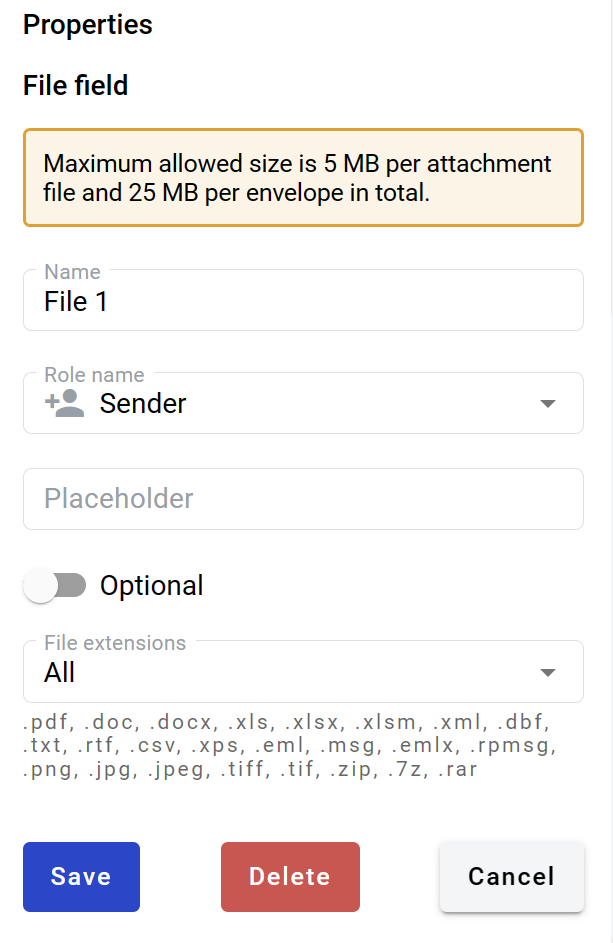 Properties
File field
Maximum allowed size is 5 MB per attachment
file and 25 MB per envelope in total.
Name
File 1
Role name
Sender
Placeholder
Optional
File extensions
All
.pdf, .doc, .docx, .xls, .xlsx, .xlsm, .xml, .dbf,
.txt, .rtf, .csv, .xps, .eml, .msg, .emlx, .rpmsg,
.png, .jpg, .jpeg, .tiff, .tif, .zip, .7z, .rar
Save
Delete
Cancel